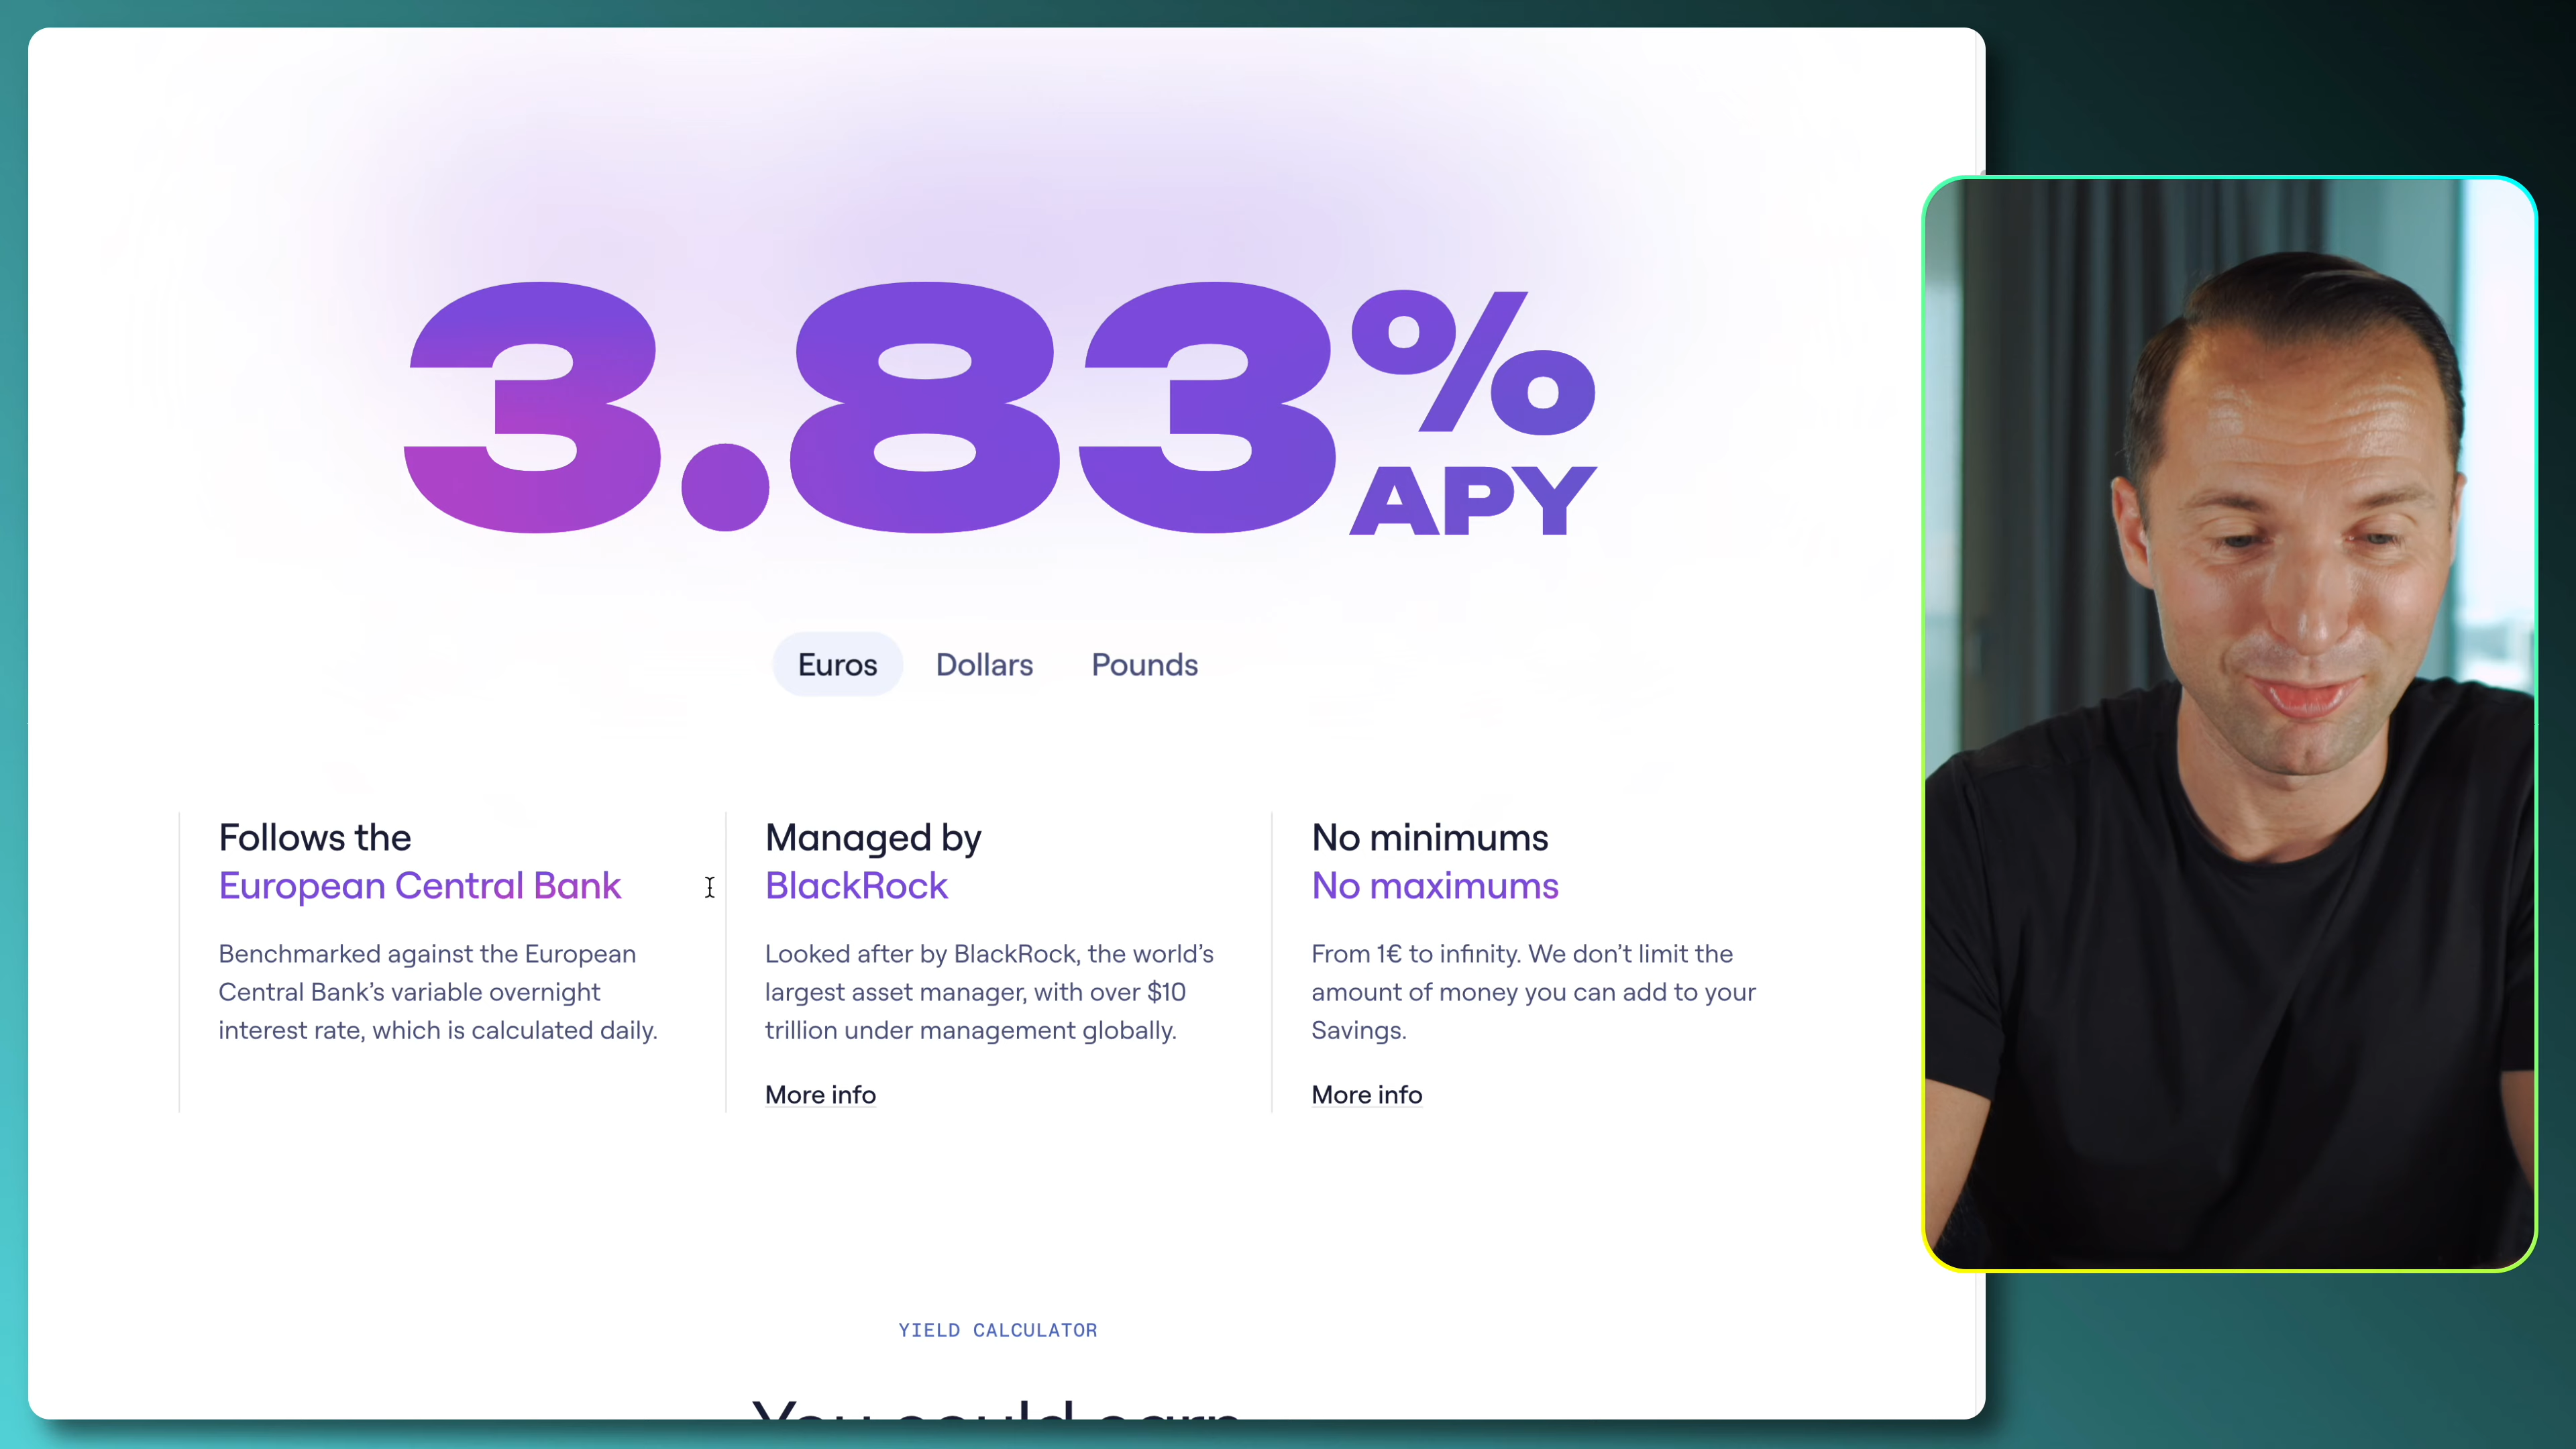 3.83%
APY
Euros Dollars Pounds
Follows the
European Central Bank
Benchmarked against the European
Central Bank’s variable overnight
interest rate, which is calculated daily.
Managed by
BlackRock
Looked after by BlackRock, the world’s
largest asset manager, with over $10
trillion under management globally.
More info
No minimums
No maximums
From 1€ to infinity. We don’t limit the
amount of money you can add to your
Savings.
More info
YIELD CALCULATOR
You could earn